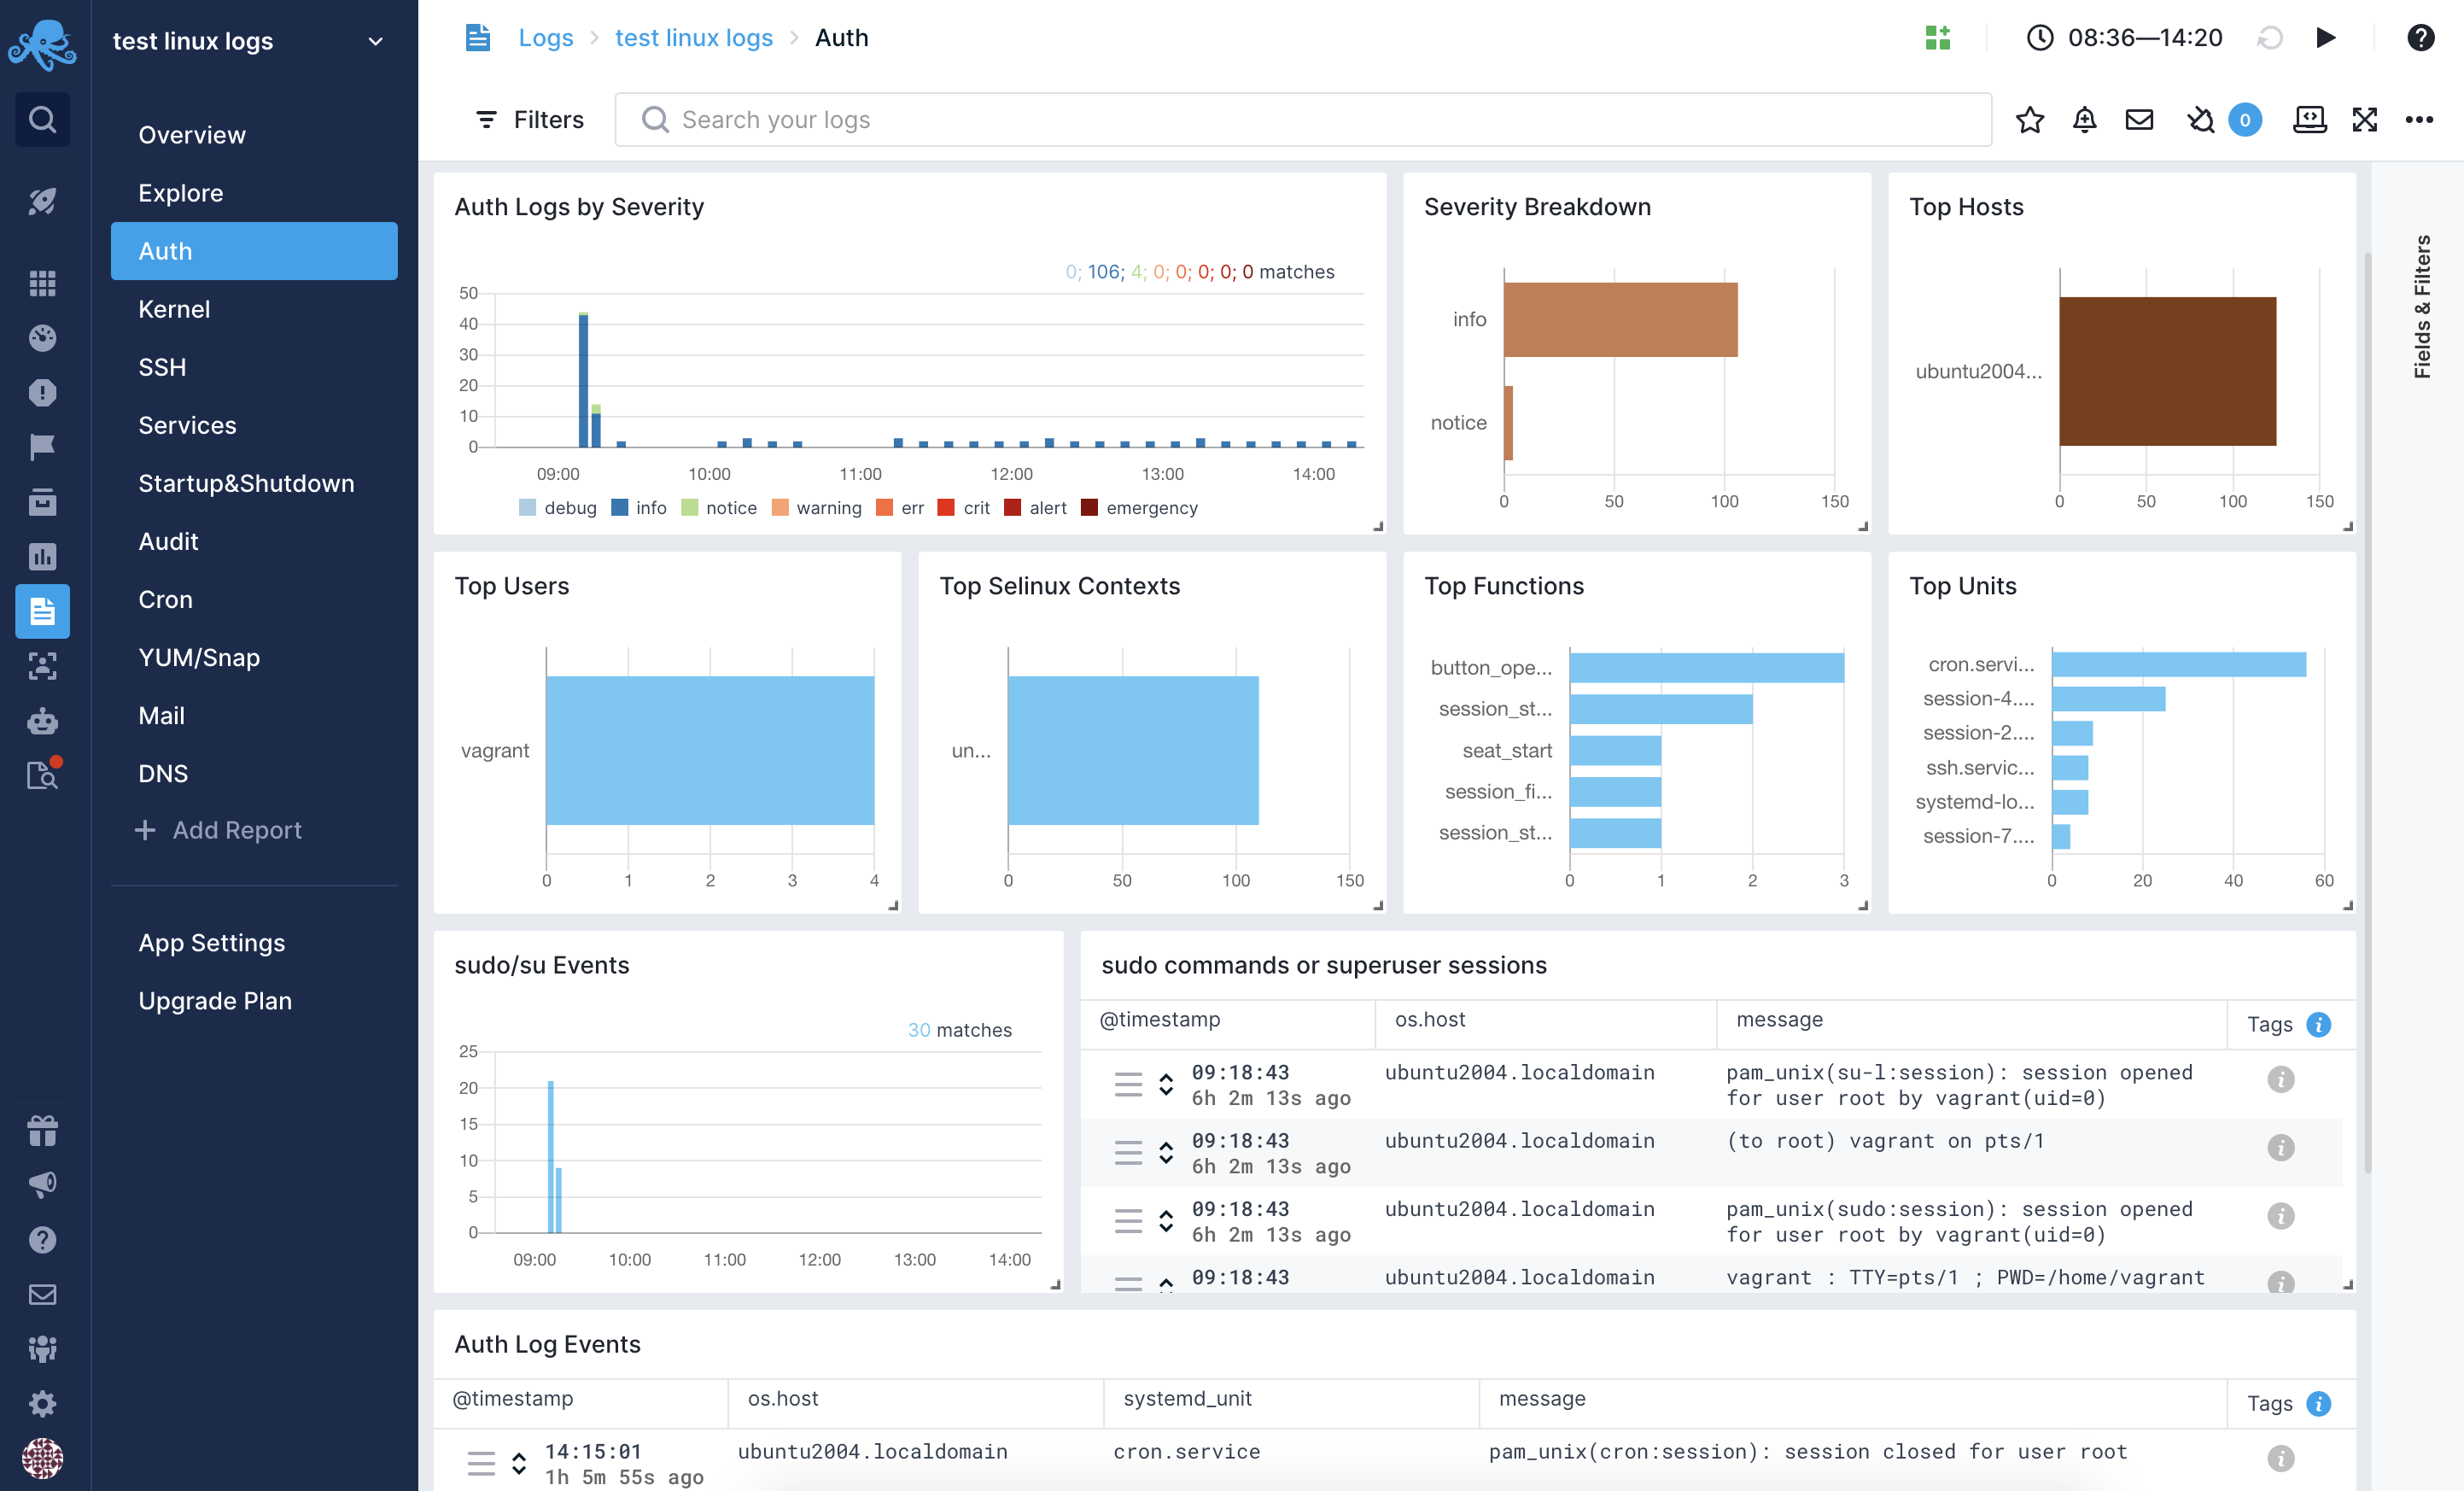 test linux logs
Overview
Explore
Auth
Kernel
SSH
Services
Startup&Shutdown
Audit
Cron
YUM/Snap
Mail
DNS
Add Report
App Settings
Upgrade Plan
Logs > test linux logs > Auth
08:36—14:20
Filters
Search your logs
0
Fields & Filters
Auth Logs by Severity
0; 106; 4; 0; 0; 0; 0; 0 matches
50
40
30
20
10
0
09:00 10:00 11:00 12:00 13:00 14:00
debug info notice warning err crit alert emergency
Severity Breakdown
info
notice
0 50 100 150
Top Hosts
ubuntu2004...
0 50 100 150
Top Users
vagrant
0 1 2 3 4
Top Selinux Contexts
un...
0 50 100 150
Top Functions
button_ope...
session_st...
seat_start
session_fi...
session_st...
0 1 2 3
Top Units
cron.servi...
session-4....
session-2....
ssh.servic...
systemd-lo...
session-7....
0 20 40 60
sudo/su Events
30 matches
25
20
15
10
5
0
09:00 10:00 11:00 12:00 13:00 14:00
sudo commands or superuser sessions
@timestamp os.host message Tags
09:18:43 ubuntu2004.localdomain pam_unix(su-l:session): session opened
6h 2m 13s ago for user root by vagrant(uid=0)
09:18:43 ubuntu2004.localdomain (to root) vagrant on pts/1
6h 2m 13s ago
09:18:43 ubuntu2004.localdomain pam_unix(sudo:session): session opened
6h 2m 13s ago for user root by vagrant(uid=0)
09:18:43 ubuntu2004.localdomain vagrant : TTY=pts/1 ; PWD=/home/vagrant
Auth Log Events
@timestamp os.host systemd_unit message Tags
14:15:01 ubuntu2004.localdomain cron.service pam_unix(cron:session): session closed for user root
1h 5m 55s ago